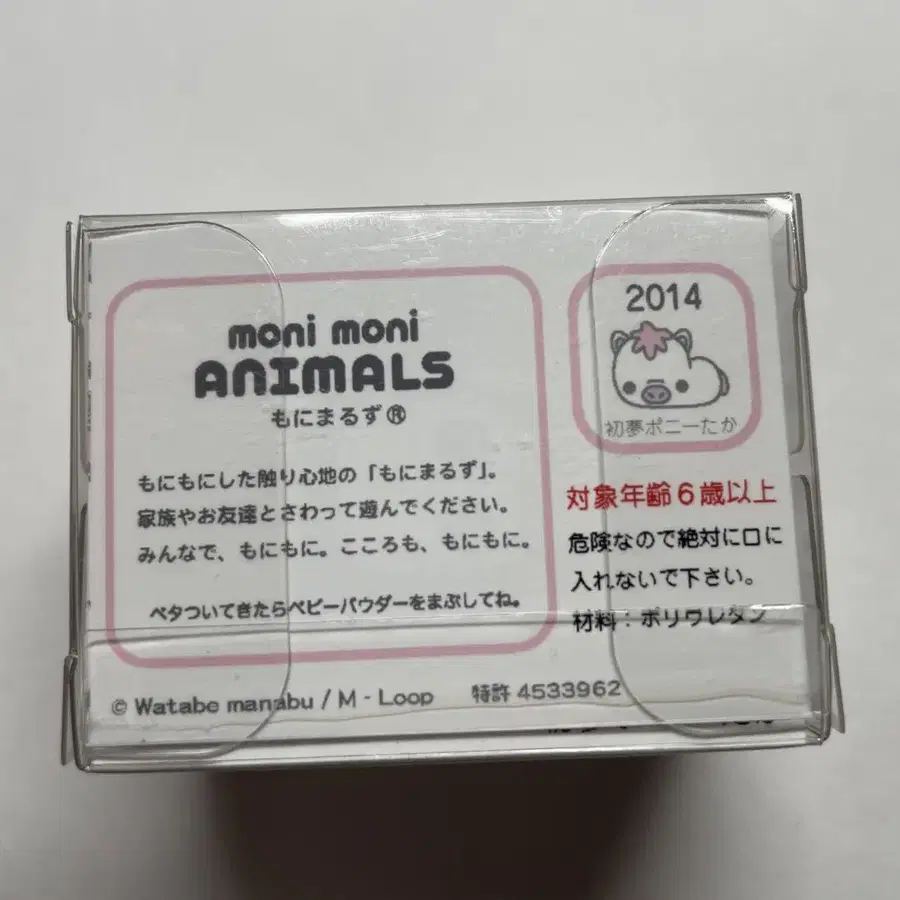 moni moni
ANIMALS
もにまるず®
もにもにした触り心地の「もにまるず」。
家族やお友達とさわって遊んでください。
みんなで、もにもに。こころも、もにもに。
ベタついてきたらベビーパウダーをまぶしてね。
© Watabe manabu / M - Loop
特許 4533962
2014
初夢ポニーたか
対象年齢6歳以上
危険なので絶対に口に
入れないで下さい。
材料：ポリウレタン